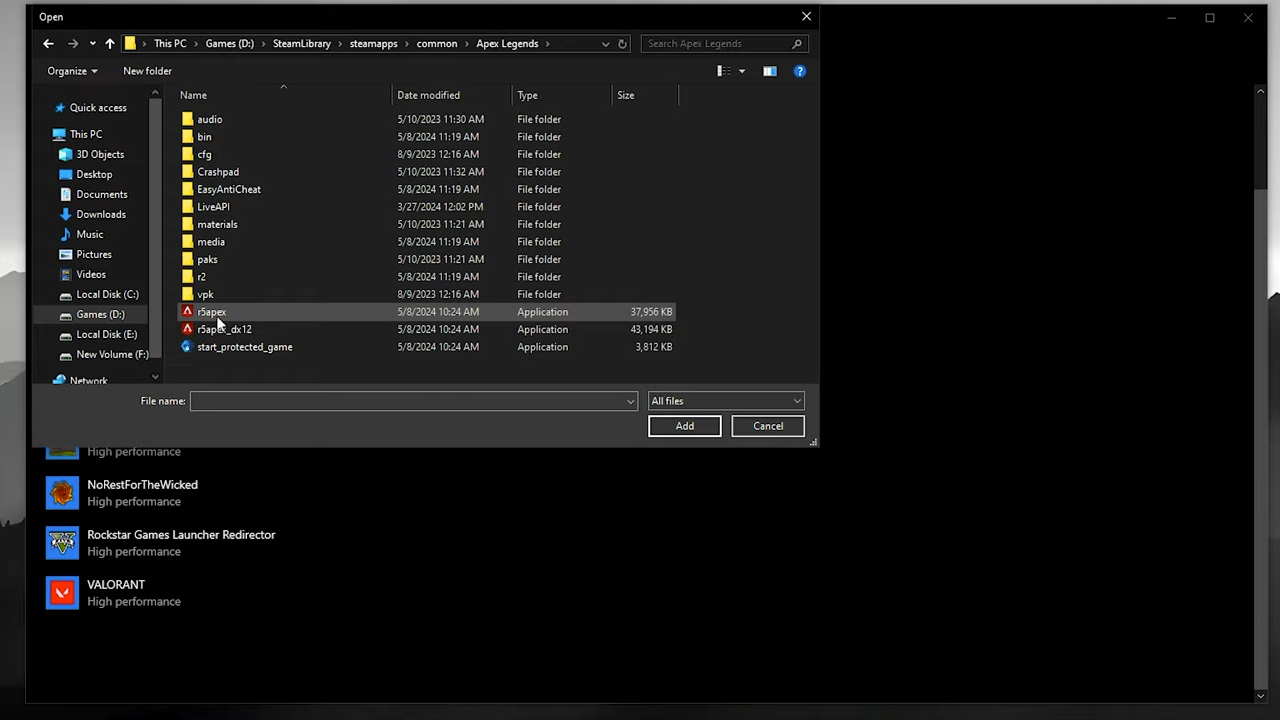 Open
This PC > Games (D:) > SteamLibrary > steamapps > common > Apex Legends >
Search Apex Legends
Organize
New folder
Name Date modified Type Size
Quick access
This PC
3D Objects
Desktop
Documents
Downloads
Music
Pictures
Videos
Local Disk (C:)
Games (D:)
Local Disk (E:)
New Volume (F:)
Network
audio 5/10/2023 11:30 AM File folder
bin 5/8/2024 11:19 AM File folder
cfg 8/9/2023 12:16 AM File folder
Crashpad 5/10/2023 11:32 AM File folder
EasyAntiCheat 5/8/2024 11:19 AM File folder
LiveAPI 3/27/2024 12:02 PM File folder
materials 5/10/2023 11:21 AM File folder
media 5/8/2024 11:19 AM File folder
paks 5/10/2023 11:21 AM File folder
r2 5/8/2024 11:19 AM File folder
vpk 8/9/2023 12:16 AM File folder
r5apex 5/8/2024 10:24 AM Application 37,956 KB
r5apex_dx12 5/8/2024 10:24 AM Application 43,194 KB
start_protected_game 5/8/2024 10:24 AM Application 3,812 KB
File name:
All files
Add
Cancel
High performance
NoRestForTheWicked
High performance
Rockstar Games Launcher Redirector
High performance
VALORANT
High performance